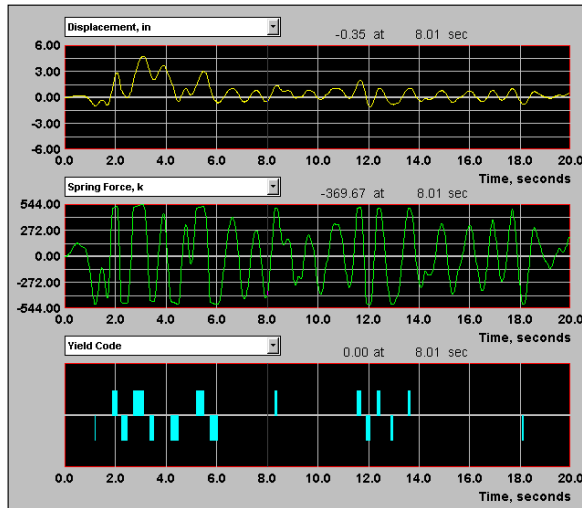 Displacement, in -0.35 at 8.01 sec
6.00
3.00
0.00
-3.00
-6.00
0.0 2.0 4.0 6.0 8.0 10.0 12.0 14.0 16.0 18.0 20.0
Time, seconds
Spring Force, k -369.67 at 8.01 sec
544.00
272.00
0.00
-272.00
-544.00
0.0 2.0 4.0 6.0 8.0 10.0 12.0 14.0 16.0 18.0 20.0
Time, seconds
Yield Code 0.00 at 8.01 sec
0.0 2.0 4.0 6.0 8.0 10.0 12.0 14.0 16.0 18.0 20.0
Time, seconds